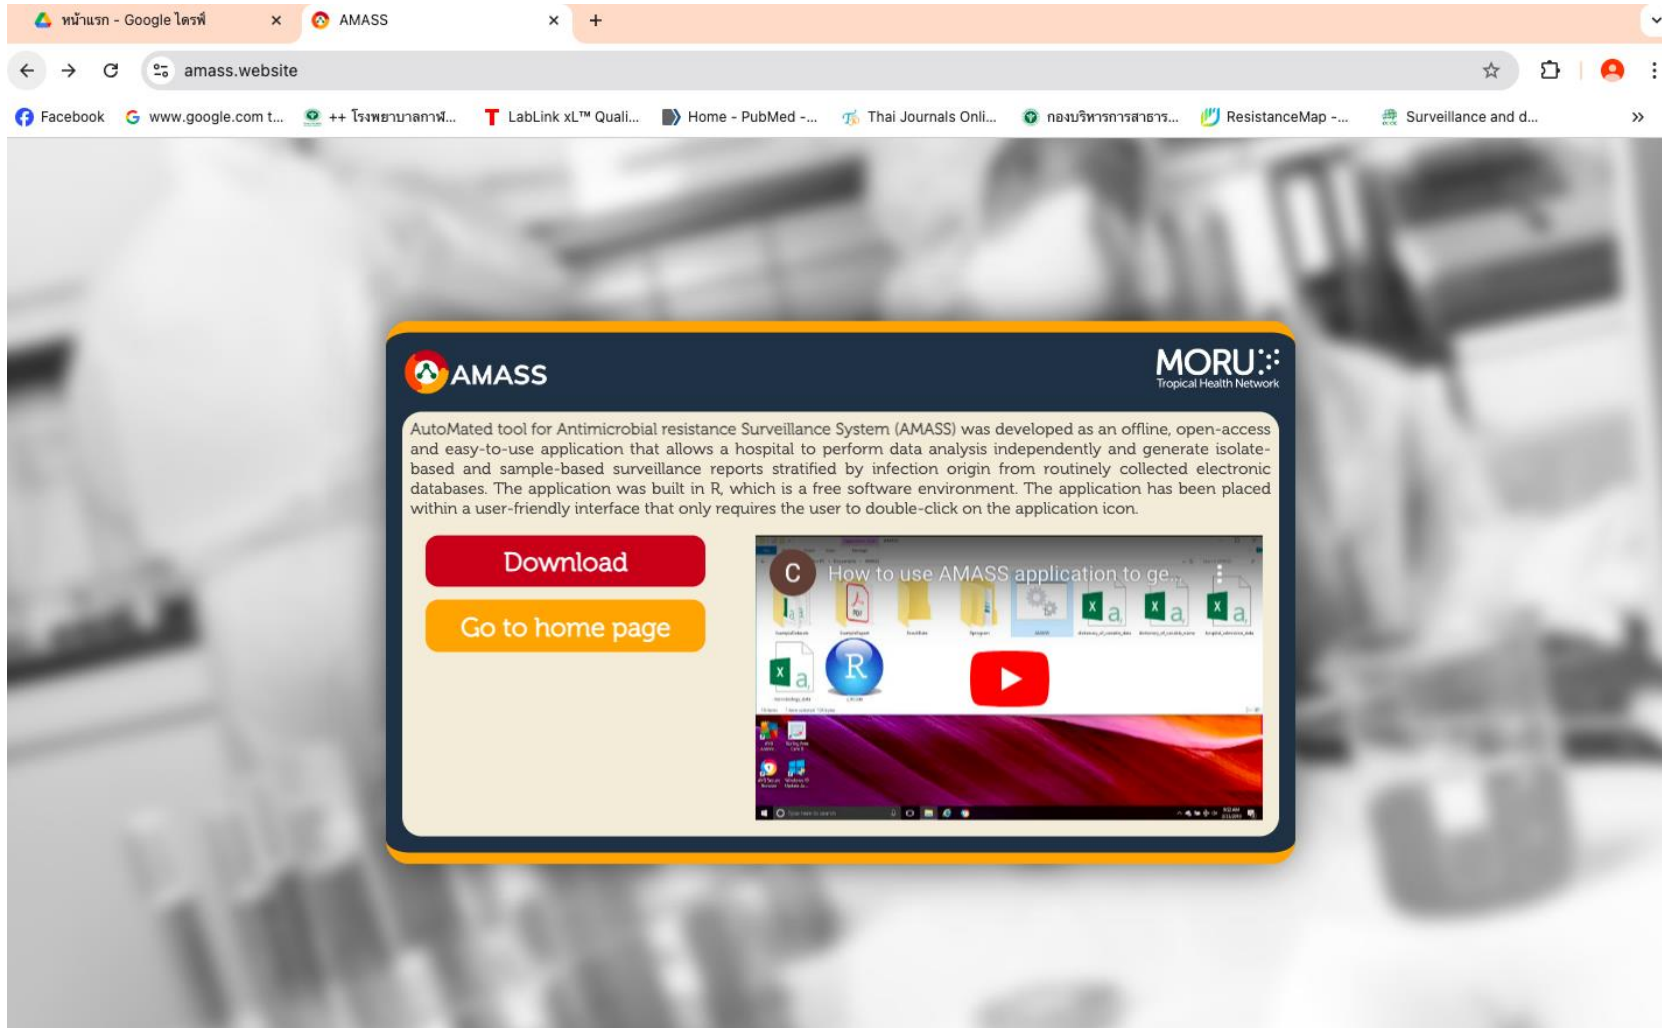 หน้าแรก - Google ไดรฟ์
AMASS
amass.website
Facebook
www.google.com t...
++ โรงพยาบาลกาฬ...
LabLink xL™ Quali...
Home - PubMed -...
Thai Journals Onli...
กองบริหารการสาธาร...
ResistanceMap -...
Surveillance and d...
AMASS
MORU
Tropical Health Network
AutoMated tool for Antimicrobial resistance Surveillance System (AMASS) was developed as an offline, open-access
and easy-to-use application that allows a hospital to perform data analysis independently and generate isolate-
based and sample-based surveillance reports stratified by infection origin from routinely collected electronic
databases. The application was built in R, which is a free software environment. The application has been placed
within a user-friendly interface that only requires the user to double-click on the application icon.
Download
Go to home page
C
How to use AMASS application to ge...
PDF
R
Type here to search